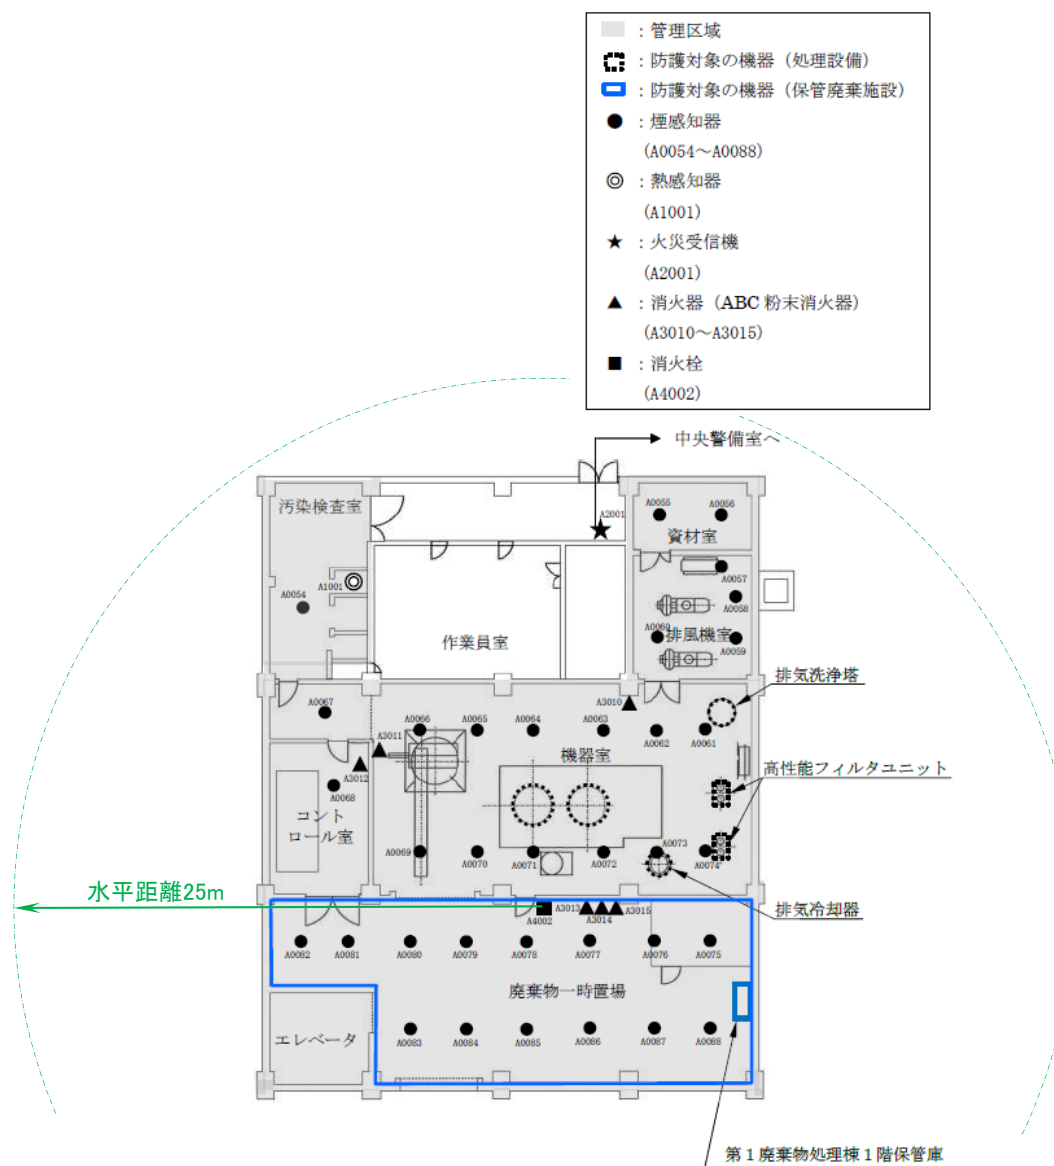 ：管理区域
：防護対象の機器（処理設備）
：防護対象の機器（保管廃棄施設）
：煙感知器
(A0054～A0088)
：熱感知器
(A1001)
：火災受信機
(A2001)
：消火器（ABC 粉末消火器）
(A3010～A3015)
：消火栓
(A4002)
中央警備室へ
汚染検査室
A2001
A0055
A0056
資材室
A1001
A0054
A0057
A0058
A0060
排風機室
A0059
作業員室
排気洗浄塔
A3010
A0067
A0066
A0065
A0064
A0063
A0062
A0061
A3011
A3012
機器室
高性能フィルタユニット
A0068
コント
ロール室
A0069
A0070
A0071
A0072
A0073
A0074
水平距離25m
排気冷却器
A4002
A3013
A3014
A3015
A0082
A0081
A0080
A0079
A0078
A0077
A0076
A0075
廃棄物一時置場
エレベータ
A0083
A0084
A0085
A0086
A0087
A0088
第１廃棄物処理棟１階保管庫